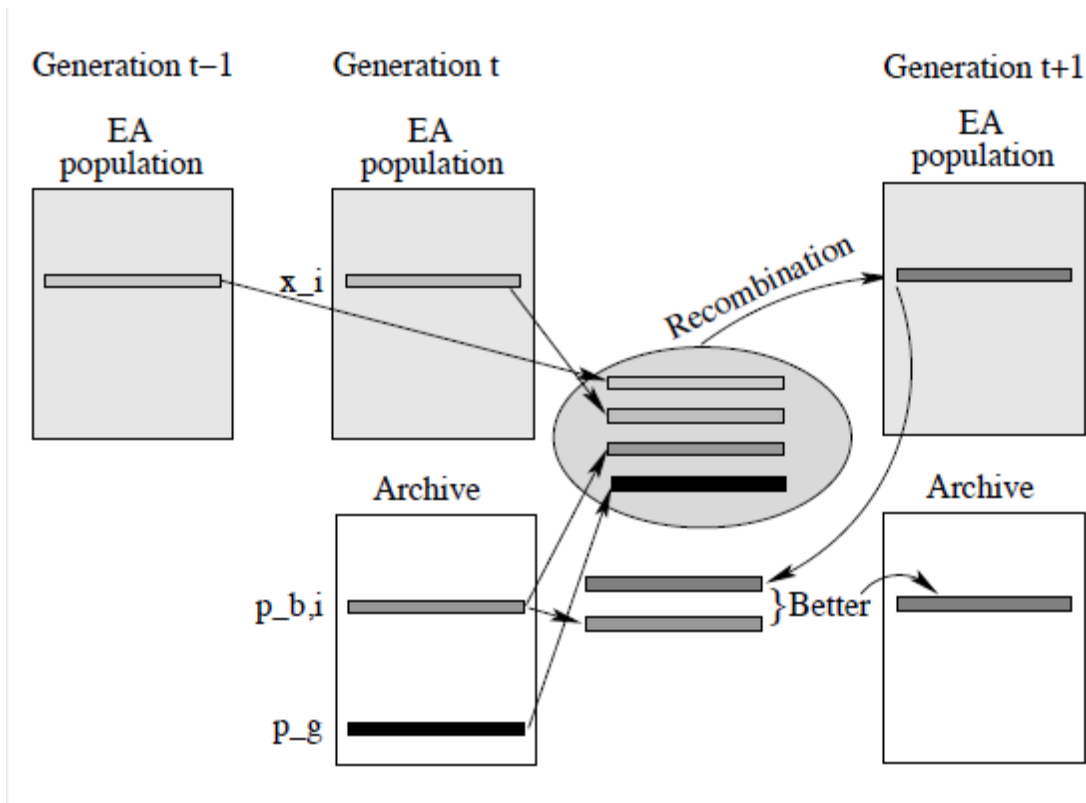 Generation t−1
Generation t
Generation t+1
EA
population
EA
population
EA
population
x_i
Recombination
Archive
Archive
p_b,i
}Better
p_g